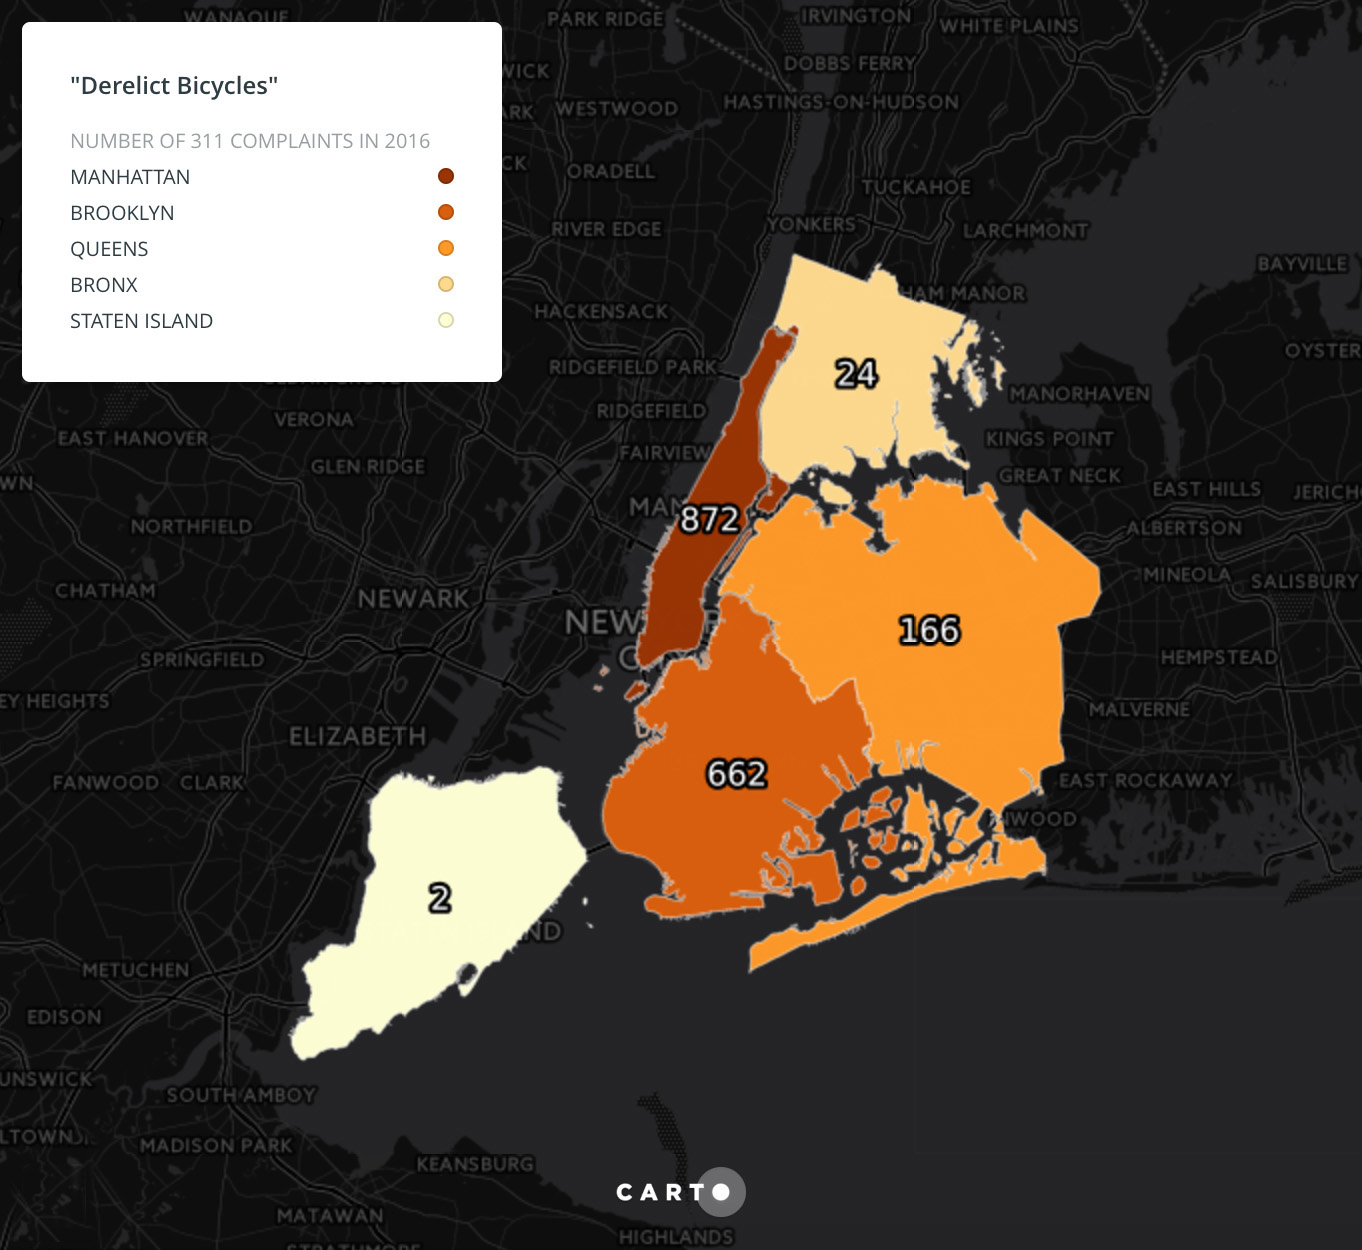 WANAQUE
PARK RIDGE
IRVINGTON
WHITE PLAINS
"Derelict Bicycles"
NUMBER OF 311 COMPLAINTS IN 2016
MANHATTAN
BROOKLYN
QUEENS
BRONX
STATEN ISLAND
DOBBS FERRY
WICK
WESTWOOD
HASTINGS-ON-HUDSON
ARK
CK
ORADELL
TUCKAHOE
RIVER EDGE
YONKERS
LARCHMONT
BAYVILLE
HAM MANOR
HACKENSACK
OYSTER
RIDGEFIELD PARK
24
MANORHAVEN
VERONA
RIDGEFIELD
EAST HANOVER
KINGS POINT
GLEN RIDGE
FAIRVIEW
GREAT NECK
WN
EAST HILLS
JERICH
MAN
872
NORTHFIELD
ALBERTSON
MINEOLA
SALISBURY
CHATHAM
NEWARK
NEW
166
SPRINGFIELD
HEMPSTEAD
EY HEIGHTS
MALVERNE
ELIZABETH
662
FANWOOD
CLARK
EAST ROCKAWAY
WOOD
2
ND
METUCHEN
EDISON
UNSWICK
SOUTH AMBOY
LTOWN
MADISON PARK
KEANSBURG
CARTO
MATAWAN
HIGHLANDS
STRATHMORE